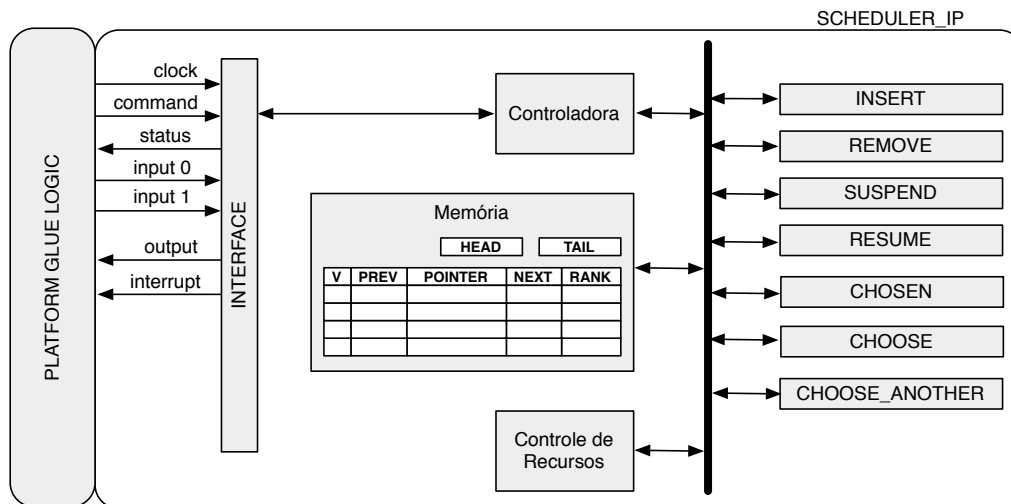 SCHEDULER_IP
PLATFORM GLUE LOGIC
clock
command
status
input 0
input 1
output
interrupt
INTERFACE
Controladora
Memória
HEAD TAIL
V PREV POINTER NEXT RANK
Controle de
Recursos
INSERT
REMOVE
SUSPEND
RESUME
CHOSEN
CHOOSE
CHOOSE_ANOTHER